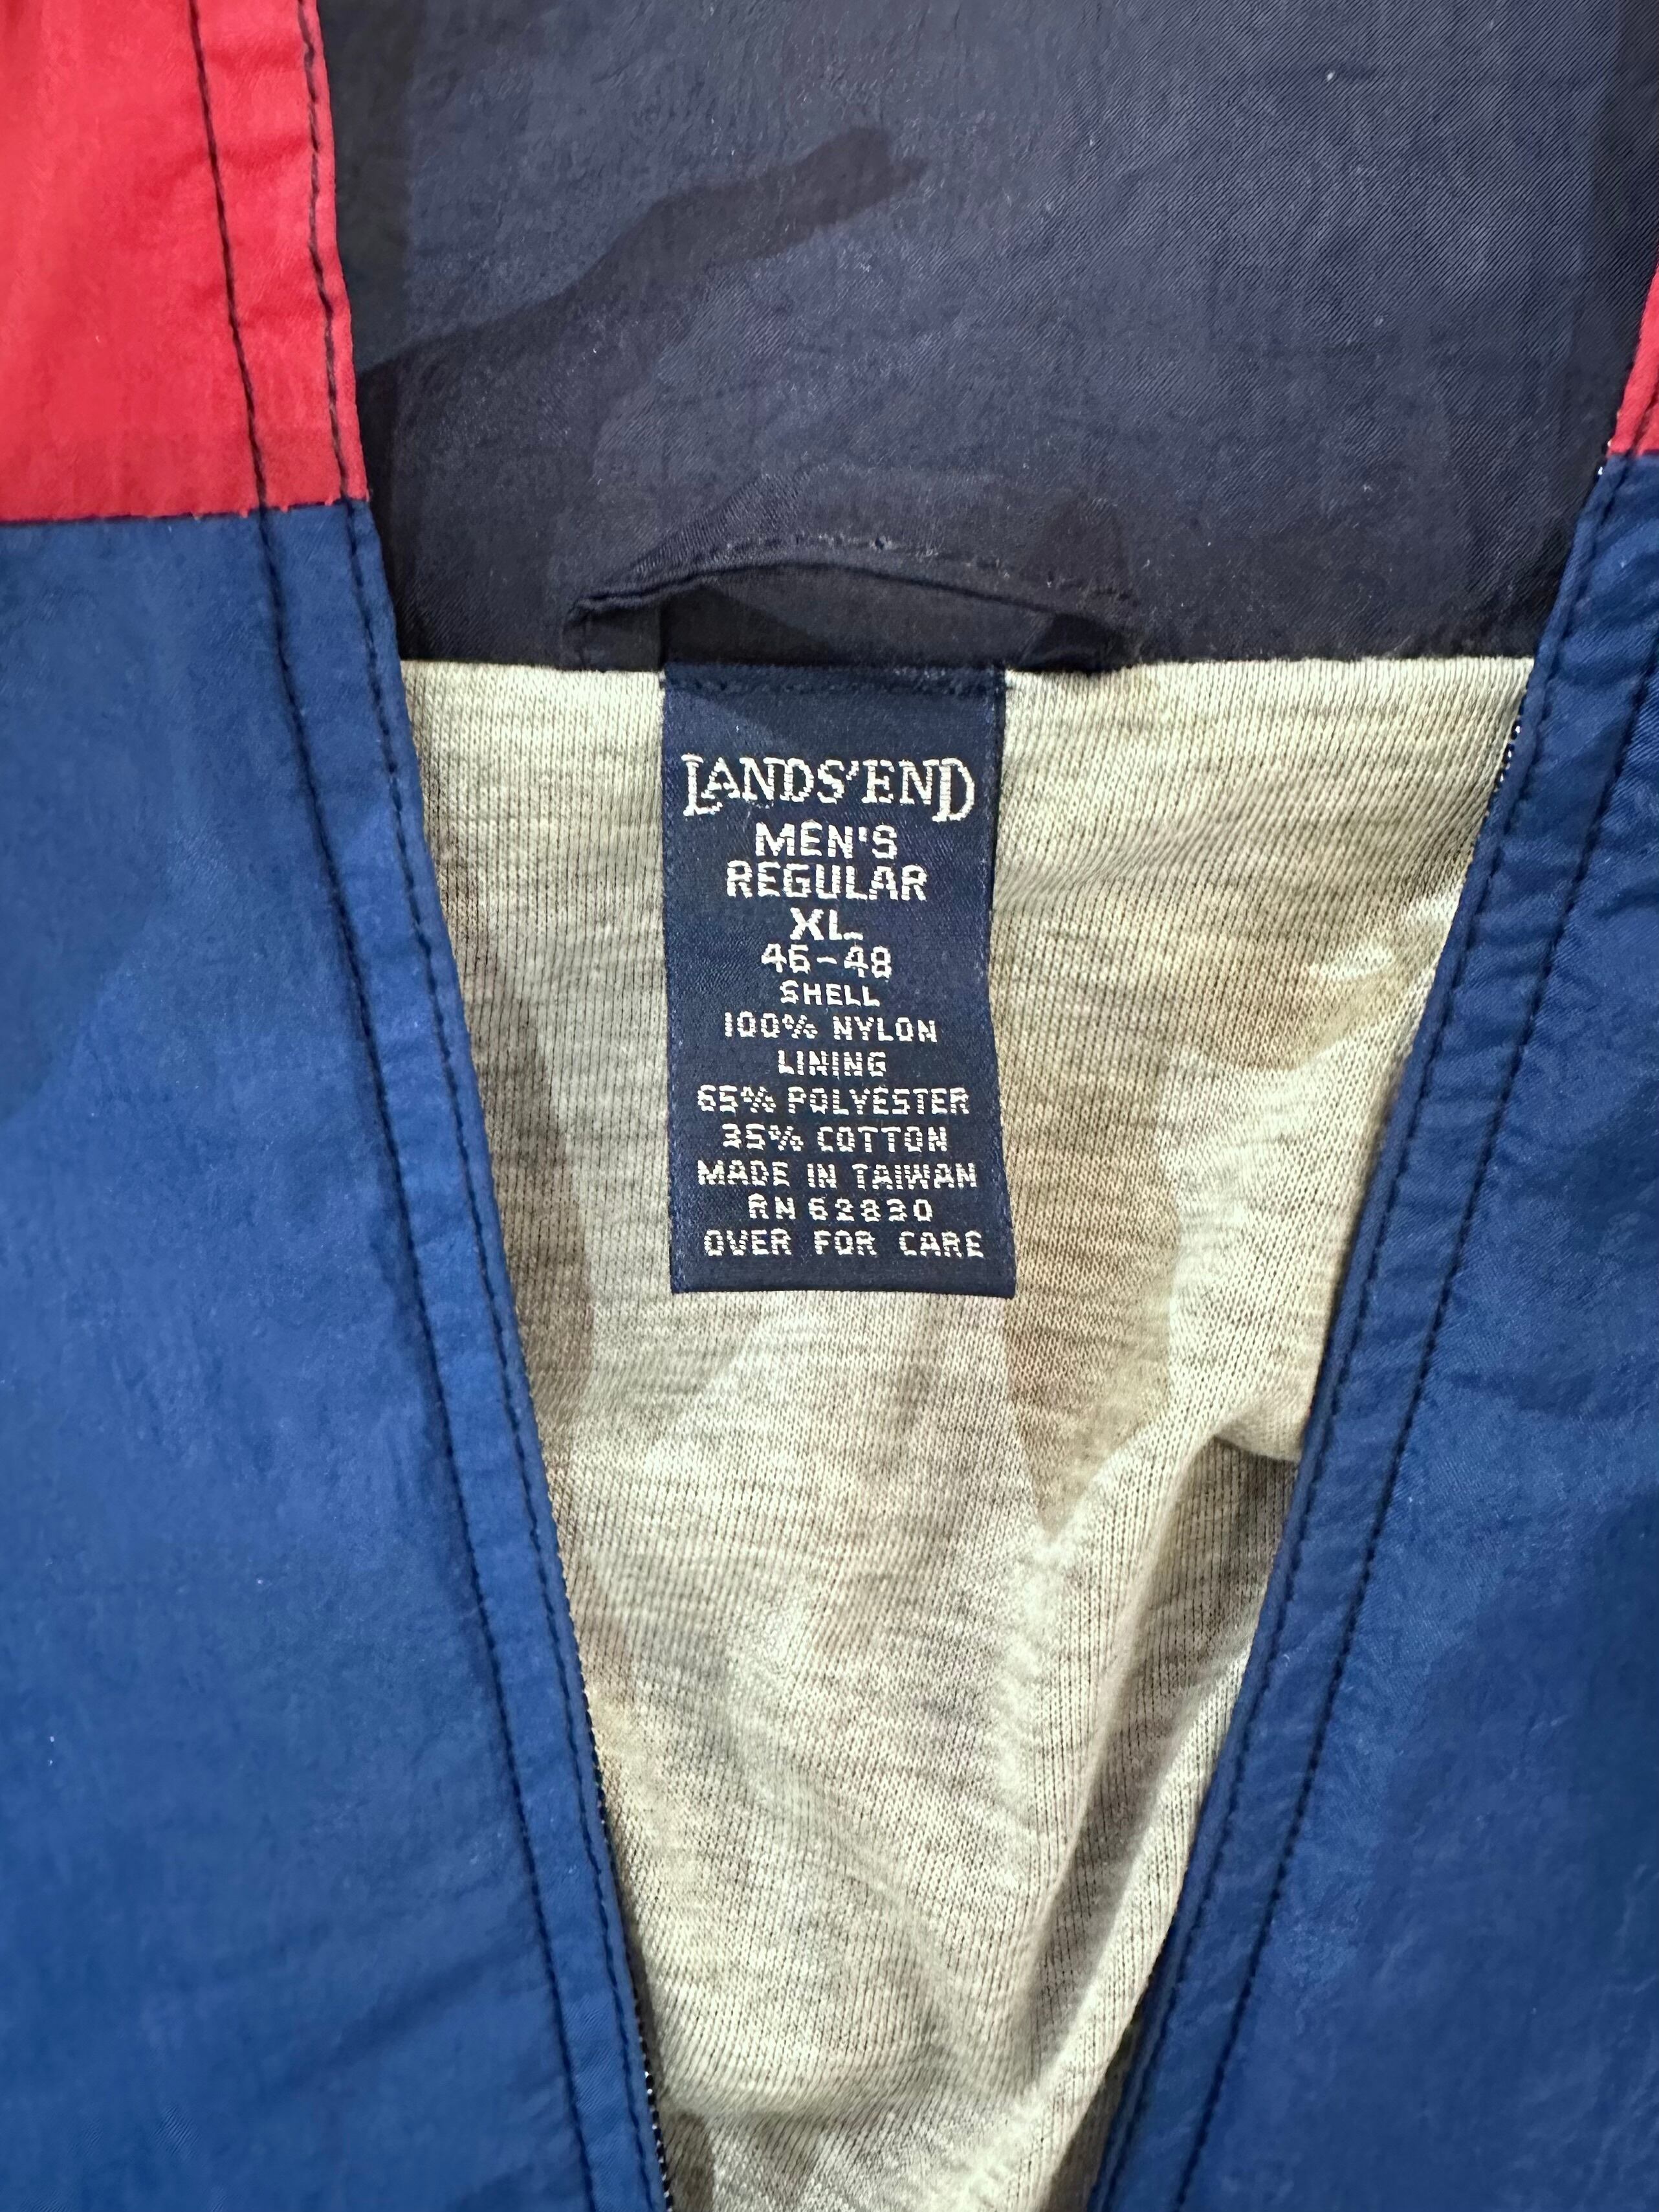 LANDS'END
MEN'S
REGULAR
XL
46-48
SHELL
100% NYLON
LINING
65% POLYESTER
35% COTTON
MADE IN TAIWAN
RN 62830
OVER FOR CARE